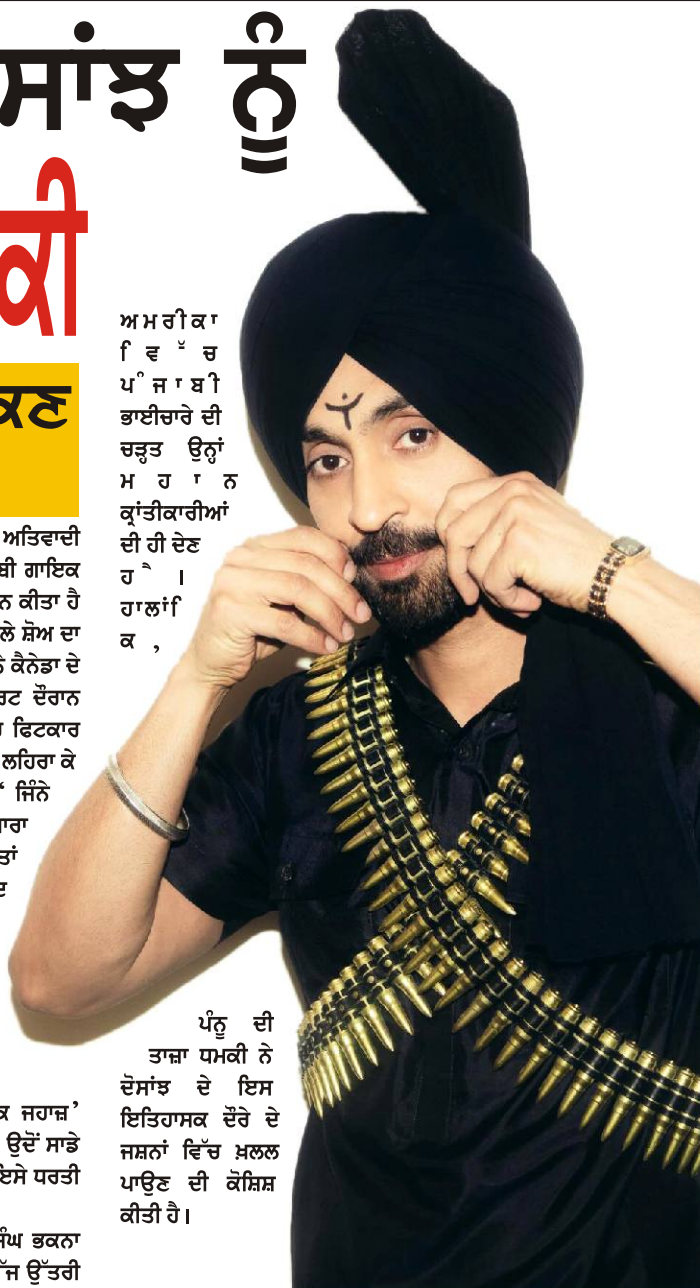 ਸਾਂਝ ਨੂੰ
ਕੀ
ਕਣ
ਅਤਿਵਾਦੀ
ਬੀ ਗਾਇਕ
ਨ ਕੀਤਾ ਹੈ
ਲੇ ਸ਼ੋਅ ਦਾ
ਕੈਨੇਡਾ ਦੇ
ਰਟ ਦੌਰਾਨ
ਫਿਟਕਾਰ
ਲਹਿਰਾ ਕੇ
ਜਿੰਨੇ
ਾਰਾ
ਤਾਂ
ਕ ਜਹਾਜ਼’
ਉਦੋਂ ਸਾਡੇ
ਇਸੇ ਧਰਤੀ
ਸਿੰਘ ਭਕਨਾ
ੱਜ ਉੱਤਰੀ
ਅਮਰੀਕਾ
ਵਿੱਚ
ਪੰਜਾਬੀ
ਭਾਈਚਾਰੇ ਦੀ
ਚੜ੍ਹਤ ਉਨ੍ਹਾਂ
ਮਹਾਨ
ਕ੍ਰਾਂਤੀਕਾਰੀਆਂ
ਦੀ ਹੀ ਦੇਣ
ਹੈ।
ਹਾਲਾਂਕਿ
,
ਪੰਨੂ ਦੀ
ਤਾਜ਼ਾ ਧਮਕੀ ਨੇ
ਦੋਸਾਂਝ ਦੇ ਇਸ
ਇਤਿਹਾਸਕ ਦੌਰੇ ਦੇ
ਜਸ਼ਨਾਂ ਵਿੱਚ ਖ਼ਲਲ
ਪਾਉਣ ਦੀ ਕੋਸ਼ਿਸ਼
ਕੀਤੀ ਹੈ।